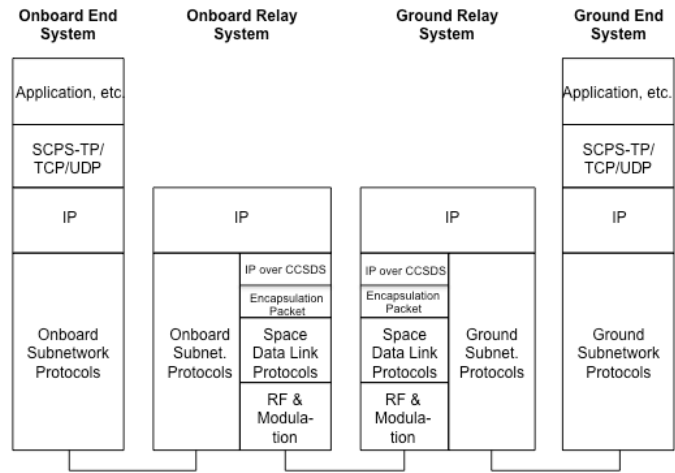 Onboard End
System
Onboard Relay
System
Ground Relay
System
Ground End
System
Application, etc.
SCPS-TP/
TCP/UDP
IP
Onboard
Subnetwork
Protocols
IP
Onboard
Subnet.
Protocols
IP over CCSDS
Encapsulation
Packet
Space
Data Link
Protocols
RF &
Modula-
tion
IP
IP over CCSDS
Encapsulation
Packet
Space
Data Link
Protocols
RF &
Modula-
tion
Ground
Subnet.
Protocols
Application, etc.
SCPS-TP/
TCP/UDP
IP
Ground
Subnetwork
Protocols